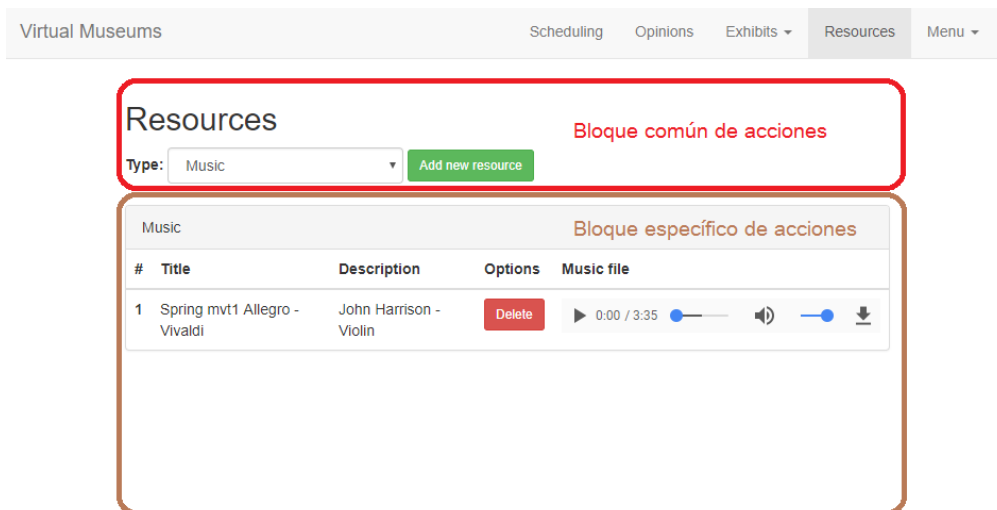 Virtual Museums Scheduling Opinions Exhibits Resources Menu
Resources
Bloque común de acciones
Type: Music Add new resource
Music
Bloque específico de acciones
# Title Description Options Music file
1 Spring mvt1 Allegro - John Harrison - Delete 0:00 / 3:35
Vivaldi Violin